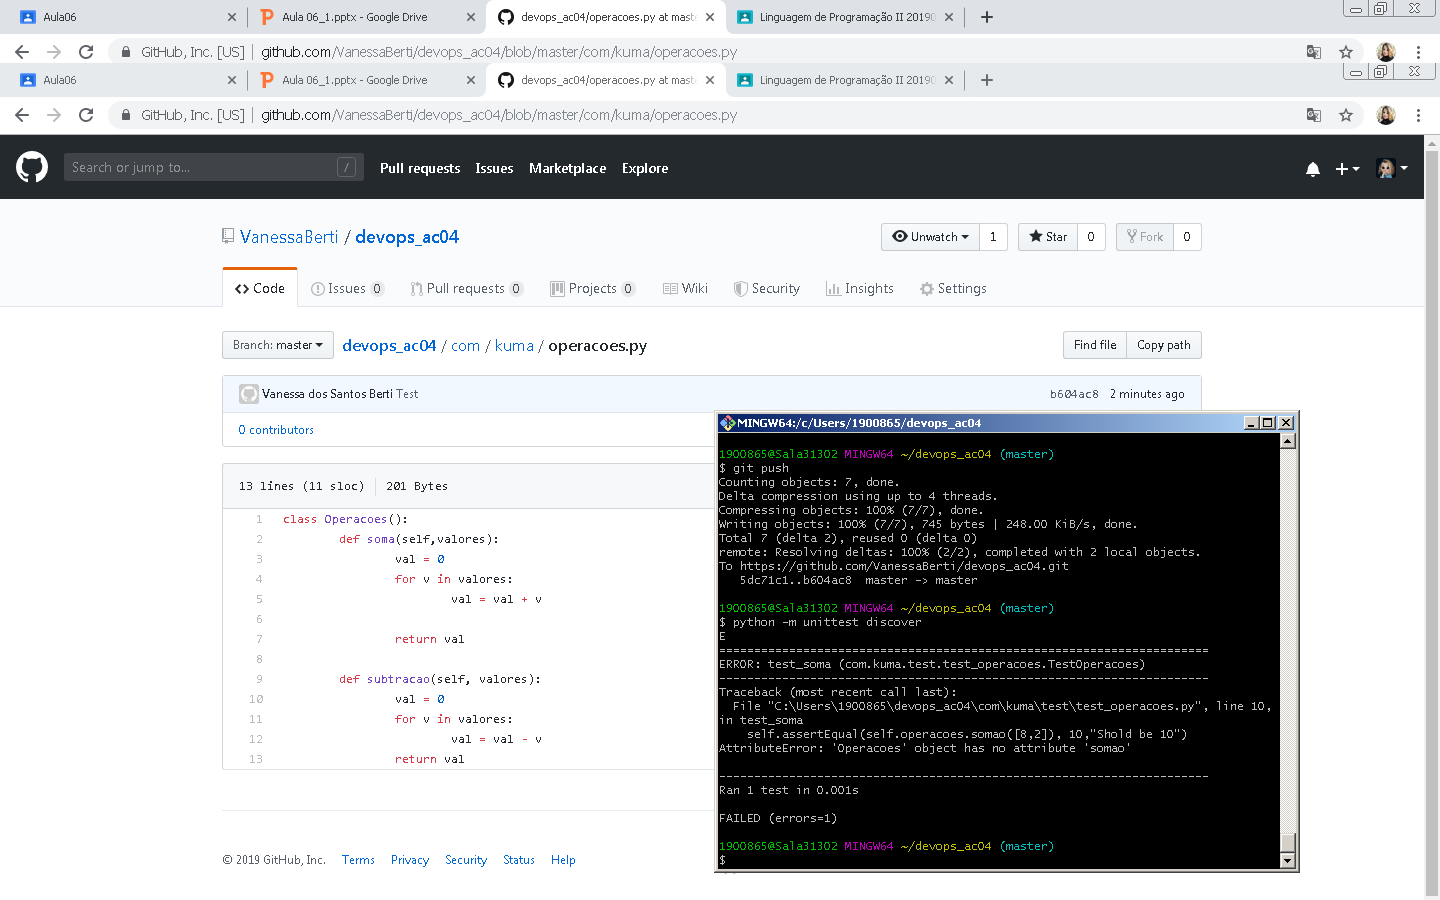 Aula06
Aula 06_1.pptx - Google Drive
devops_ac04/operacoes.py at mast
Linguagem de Programação II 2019
GitHub, Inc. [US] | github.com/VanessaBerti/devops_ac04/blob/master/com/kuma/operacoes.py
Aula06
Aula 06_1.pptx - Google Drive
devops_ac04/operacoes.py at mast
Linguagem de Programação II 2019
GitHub, Inc. [US] | github.com/VanessaBerti/devops_ac04/blob/master/com/kuma/operacoes.py
Search or jump to... /
Pull requests Issues Marketplace Explore
VanessaBerti / devops_ac04
Unwatch 1 Star 0 Fork 0
Code Issues 0 Pull requests 0 Projects 0 Wiki Security Insights Settings
Branch: master devops_ac04 / com / kuma / operacoes.py
Find file Copy path
Vanessa dos Santos Berti Test b604ac8 2 minutes ago
0 contributors
13 lines (11 sloc) 201 Bytes
1 class Operacoes():
2 def soma(self,valores):
3 val = 0
4 for v in valores:
5 val = val + v
6
7 return val
8
9 def subtracao(self, valores):
10 val = 0
11 for v in valores:
12 val = val - v
13 return val
© 2019 GitHub, Inc. Terms Privacy Security Status Help
MINGW64:/c/Users/1900865/devops_ac04
1900865@Sala31302 MINGW64 ~/devops_ac04 (master)
$ git push
Counting objects: 7, done.
Delta compression using up to 4 threads.
Compressing objects: 100% (7/7), done.
Writing objects: 100% (7/7), 745 bytes | 248.00 KiB/s, done.
Total 7 (delta 2), reused 0 (delta 0)
remote: Resolving deltas: 100% (2/2), completed with 2 local objects.
To https://github.com/VanessaBerti/devops_ac04.git
5dc71c1..b604ac8 master -> master
1900865@Sala31302 MINGW64 ~/devops_ac04 (master)
$ python -m unittest discover
E
======================================================================
ERROR: test_soma (com.kuma.test.test_operacoes.TestOperacoes)
----------------------------------------------------------------------
Traceback (most recent call last):
File "C:\Users\1900865\devops_ac04\com\kuma\test\test_operacoes.py", line 10,
in test_soma
self.assertEqual(self.operacoes.somao([8,2]), 10,"Shold be 10")
AttributeError: 'Operacoes' object has no attribute 'somao'
----------------------------------------------------------------------
Ran 1 test in 0.001s
FAILED (errors=1)
1900865@Sala31302 MINGW64 ~/devops_ac04 (master)
$